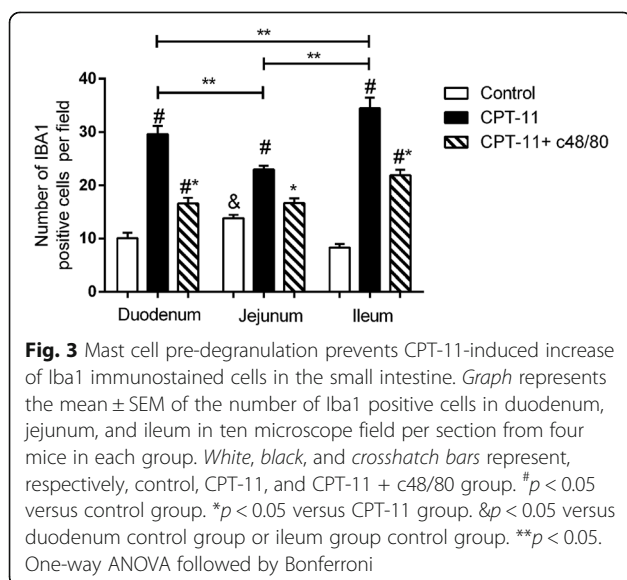 **
** **
40
30
20
10
0
Number of IBA1
positive cells per field
# #* & # * # #*
Control
CPT-11
CPT-11+ c48/80
Duodenum Jejunum Ileum
Fig. 3 Mast cell pre-degranulation prevents CPT-11-induced increase
of Iba1 immunostained cells in the small intestine. Graph represents
the mean ± SEM of the number of Iba1 positive cells in duodenum,
jejunum, and ileum in ten microscope field per section from four
mice in each group. White, black, and crosshatch bars represent,
respectively, control, CPT-11, and CPT-11 + c48/80 group. #p < 0.05
versus control group. *p < 0.05 versus CPT-11 group. &p < 0.05 versus
duodenum control group or ileum group control group. **p < 0.05.
One-way ANOVA followed by Bonferroni